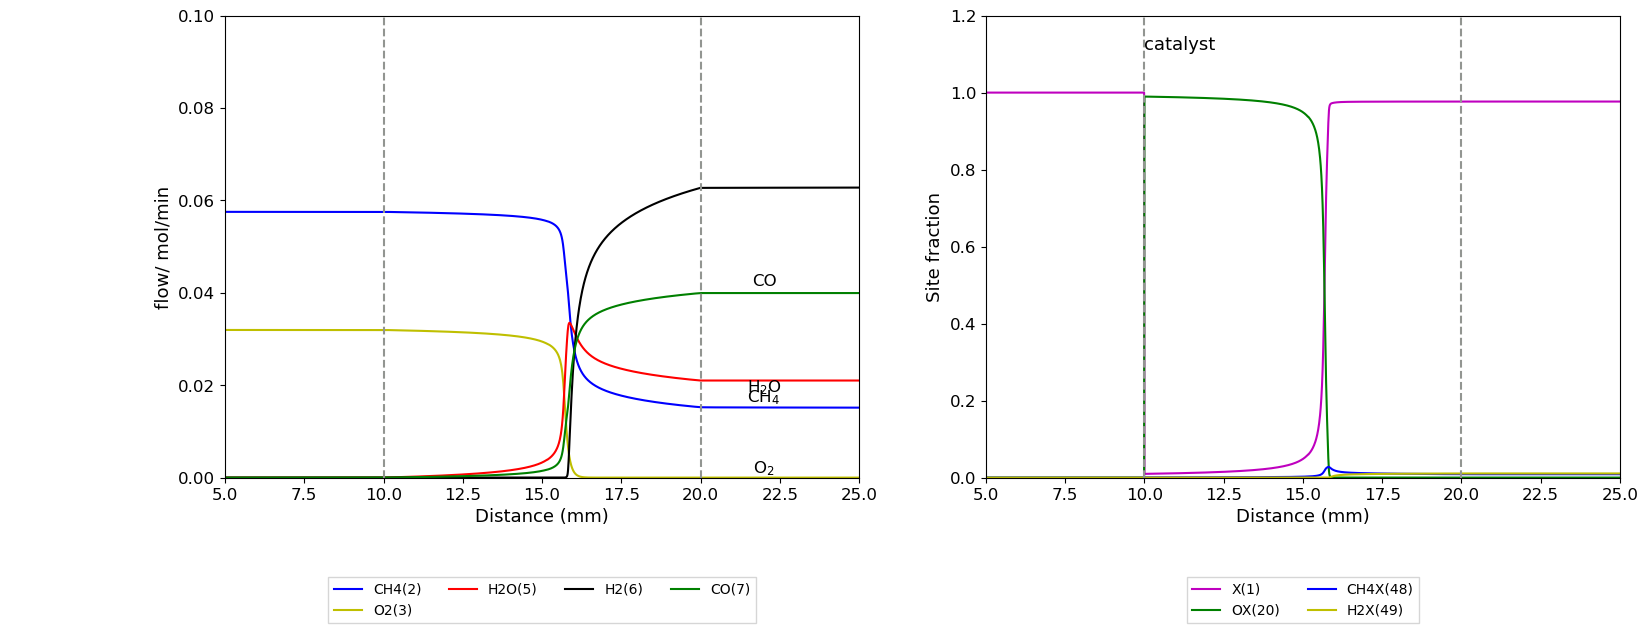 0.10
0.08
0.06
0.04
0.02
0.00
flow/ mol/min
CO
H₂O
CH₄
O₂
5.0 7.5 10.0 12.5 15.0 17.5 20.0 22.5 25.0
Distance (mm)
CH4(2) H2O(5) H2(6) CO(7)
O2(3)
1.2
1.0
0.8
0.6
0.4
0.2
0.0
Site fraction
catalyst
5.0 7.5 10.0 12.5 15.0 17.5 20.0 22.5 25.0
Distance (mm)
X(1) CH4X(48)
OX(20) H2X(49)